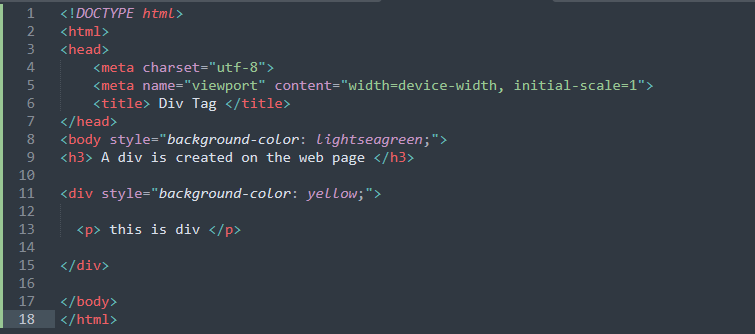 1 <!DOCTYPE html>
2 <html>
3 <head>
4     <meta charset="utf-8">
5     <meta name="viewport" content="width=device-width, initial-scale=1">
6     <title> Div Tag </title>
7 </head>
8 <body style="background-color: lightseagreen;">
9 <h3> A div is created on the web page </h3>
10
11 <div style="background-color: yellow;">
12
13   <p> this is div </p>
14
15 </div>
16
17 </body>
18 </html>